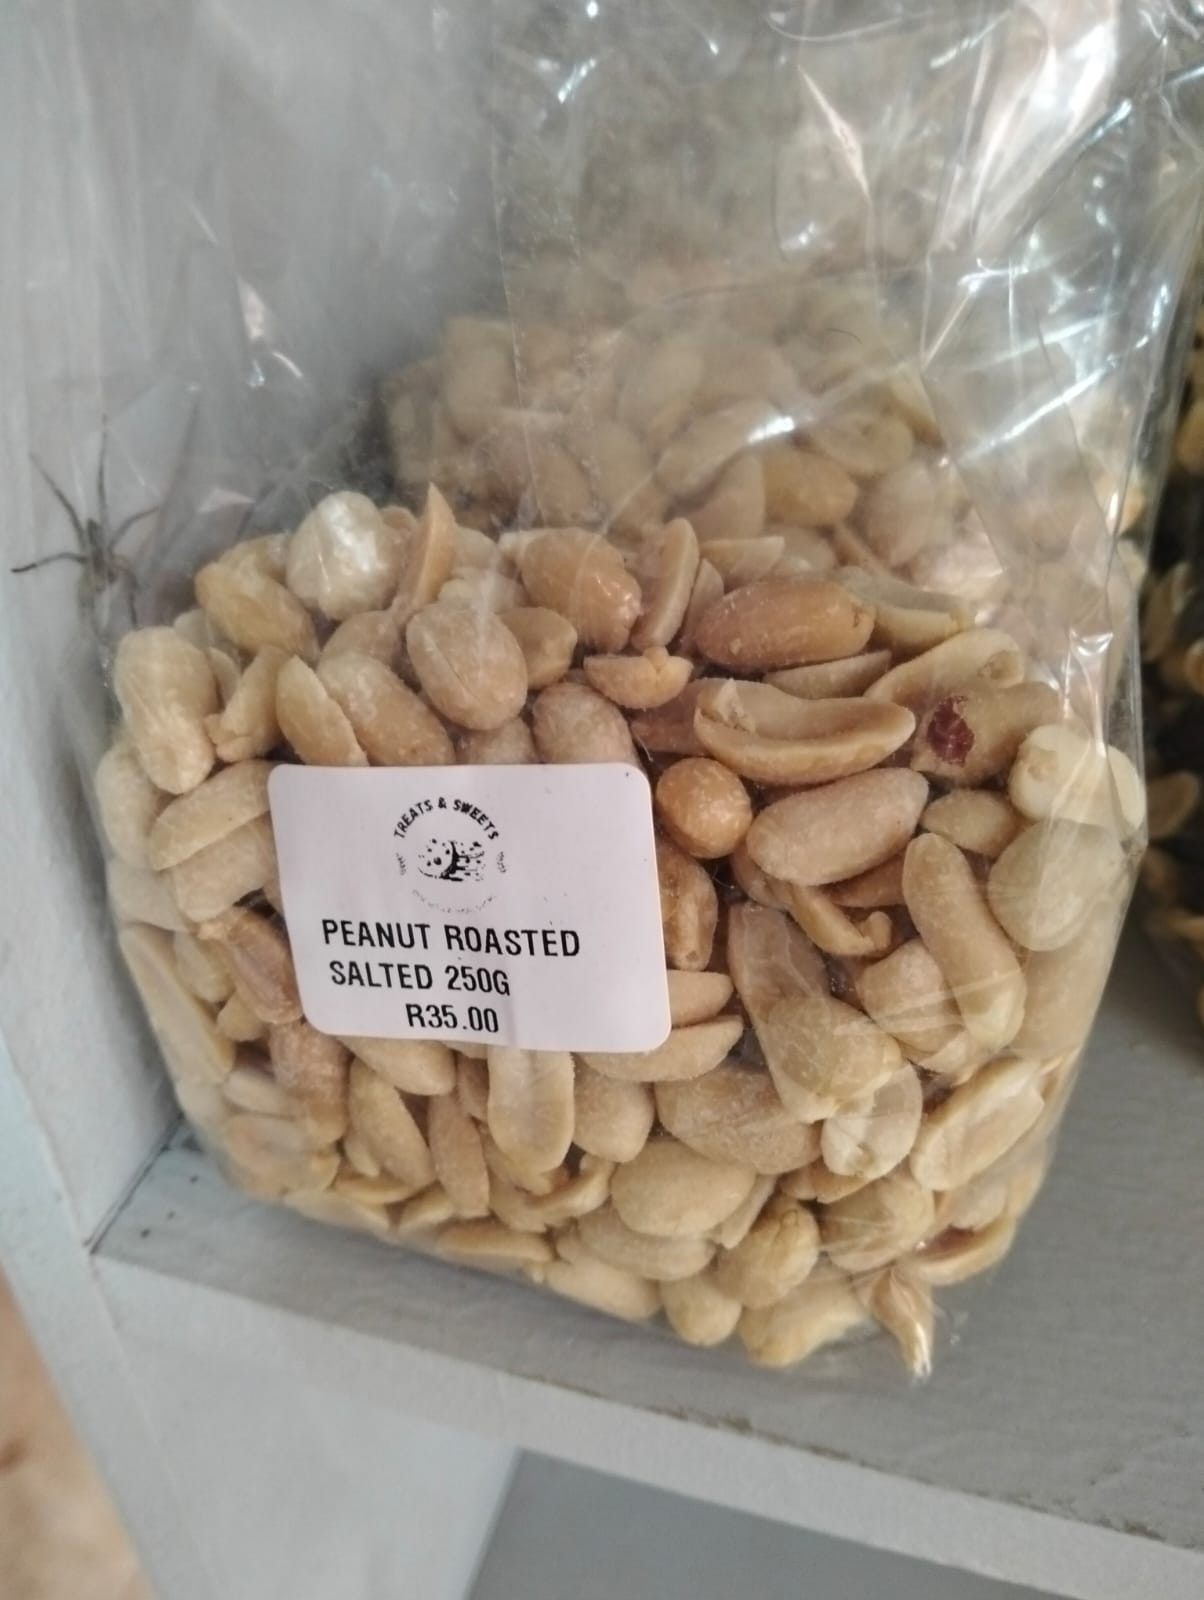 TREATS & SWEETS
PEANUT ROASTED
SALTED 250G
R35.00